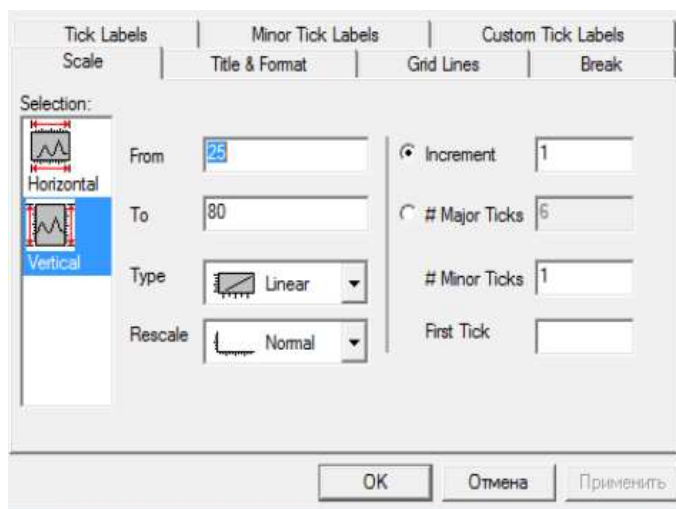 Tick Labels Minor Tick Labels Custom Tick Labels
Scale Title & Format Grid Lines Break
Selection:
Horizontal
Vertical
From 25
To 80
Type Linear
Rescale Normal
Increment 1
# Major Ticks 6
# Minor Ticks 1
First Tick
OK Отмена Применить